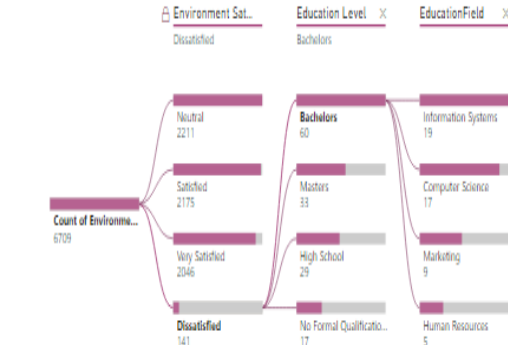 Environment Sat...
Dissatisfied
Education Level
Bachelors
EducationField
Count of Environme...
6709
Neutral
2211
Satisfied
2175
Very Satisfied
2046
Dissatisfied
141
Bachelors
60
Masters
33
High School
29
No Formal Qualificatio...
17
Information Systems
19
Computer Science
17
Marketing
9
Human Resources
5